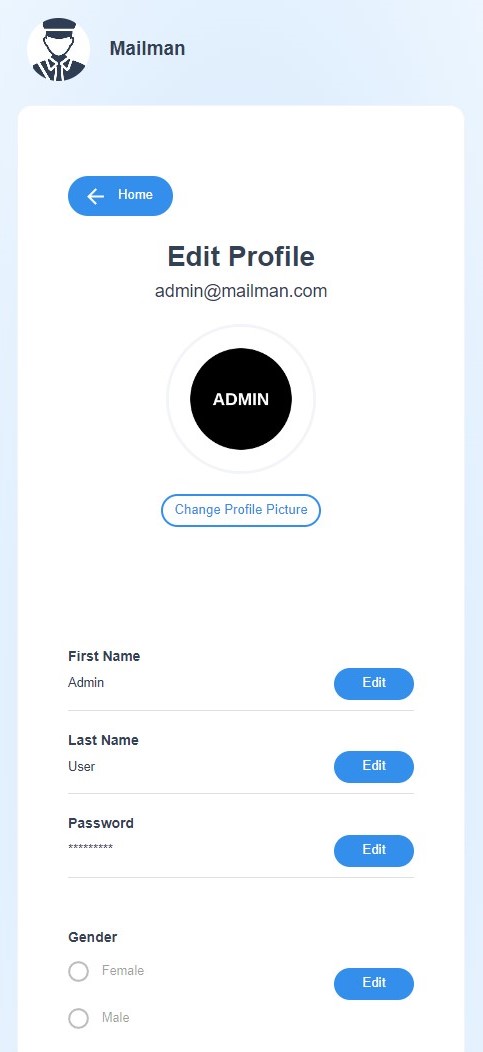 Mailman
Home
Edit Profile
admin@mailman.com
ADMIN
Change Profile Picture
First Name
Admin
Edit
Last Name
User
Edit
Password
*********
Edit
Gender
Female
Edit
Male